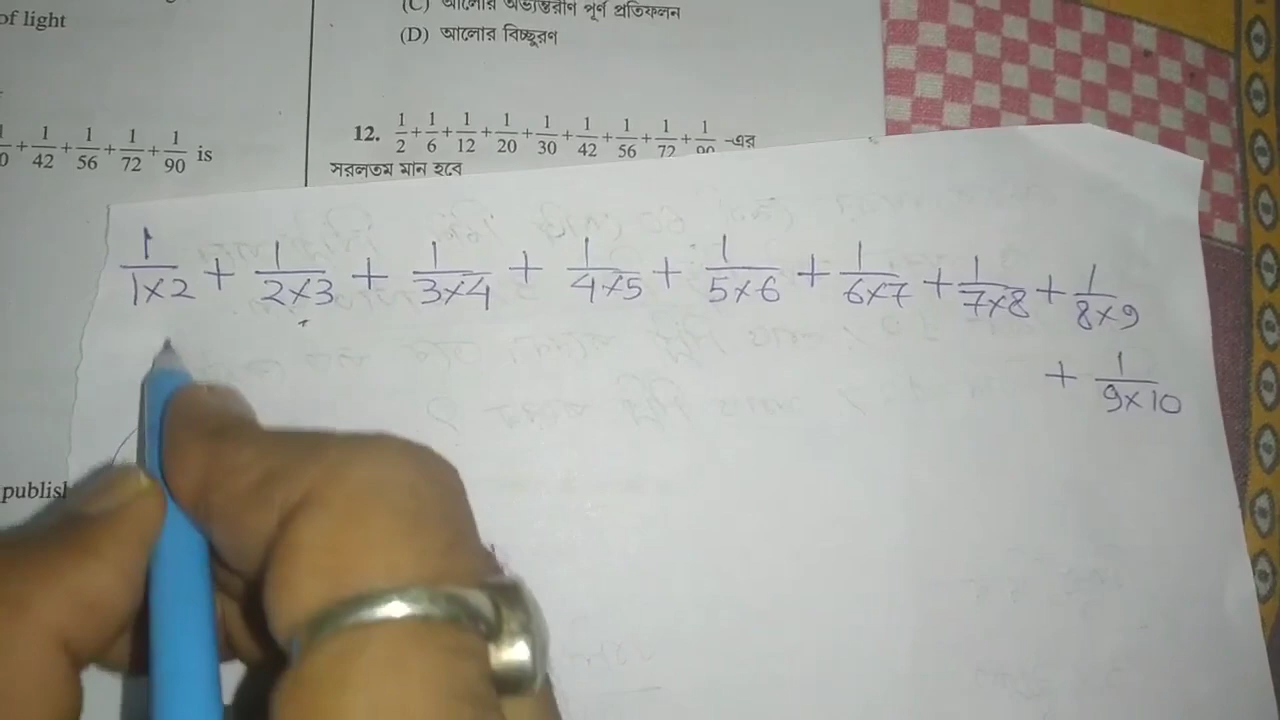 of light
(C) আলোর অভ্যন্তরীণ পূর্ণ প্রতিফলন
(D) আলোর বিচ্ছুরণ
+ 1/42 + 1/56 + 1/72 + 1/90 is
12. 1/2 + 1/6 + 1/12 + 1/20 + 1/30 + 1/42 + 1/56 + 1/72 + 1/90 -এর
সরলতম মান হবে
1/1×2 + 1/2×3 + 1/3×4 + 1/4×5 + 1/5×6 + 1/6×7 + 1/7×8 + 1/8×9
+ 1/9×10
publish